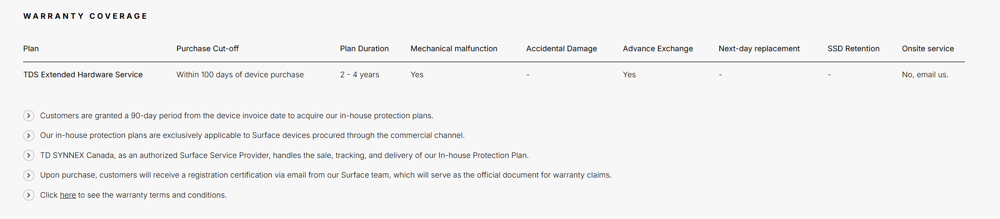 WARRANTY COVERAGE
Plan Purchase Cut-off Plan Duration Mechanical malfunction Accidental Damage Advance Exchange Next-day replacement SSD Retention Onsite service
TDS Extended Hardware Service Within 100 days of device purchase 2 - 4 years Yes - Yes - - No, email us.
Customers are granted a 90-day period from the device invoice date to acquire our in-house protection plans.
Our in-house protection plans are exclusively applicable to Surface devices procured through the commercial channel.
TD SYNNEX Canada, as an authorized Surface Service Provider, handles the sale, tracking, and delivery of our In-house Protection Plan.
Upon purchase, customers will receive a registration certification via email from our Surface team, which will serve as the official document for warranty claims.
Click here to see the warranty terms and conditions.